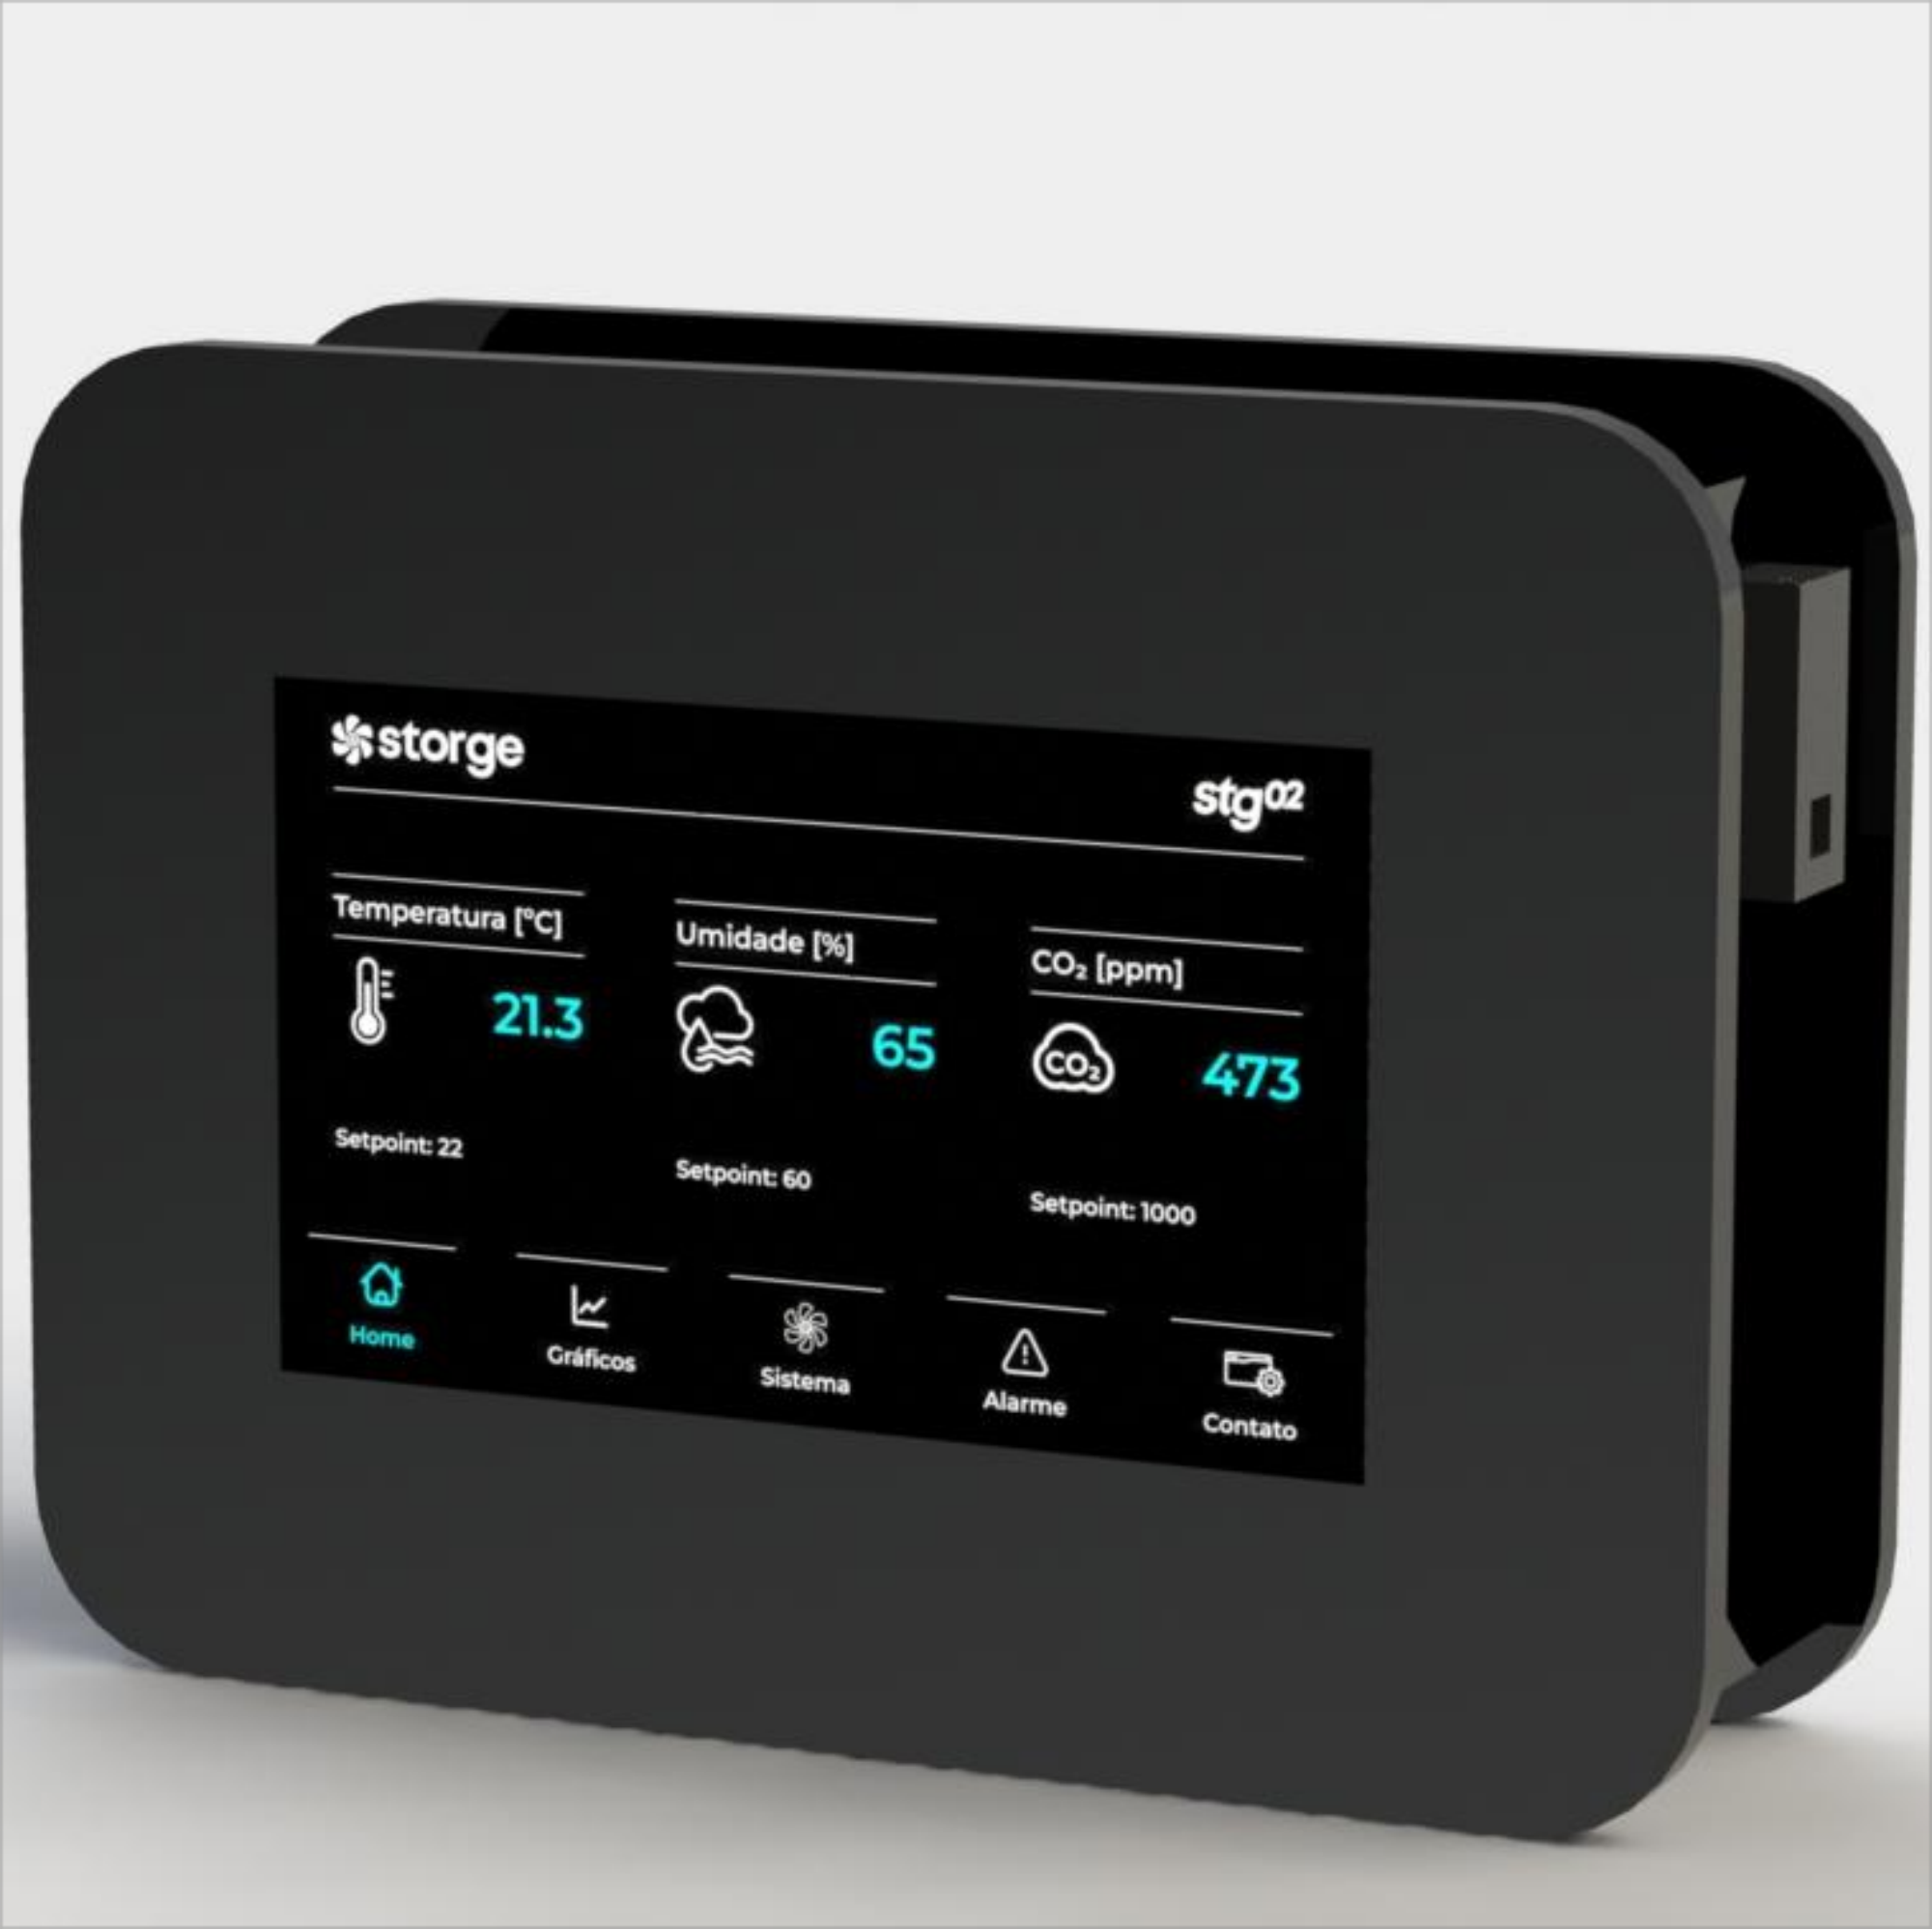 storge
stg02
Temperatura [°C]
Umidade [%]
CO₂ [ppm]
21.3
65
CO₂
473
Setpoint: 22
Setpoint: 60
Setpoint: 1000
Home
Gráficos
Sistema
Alarme
Contato